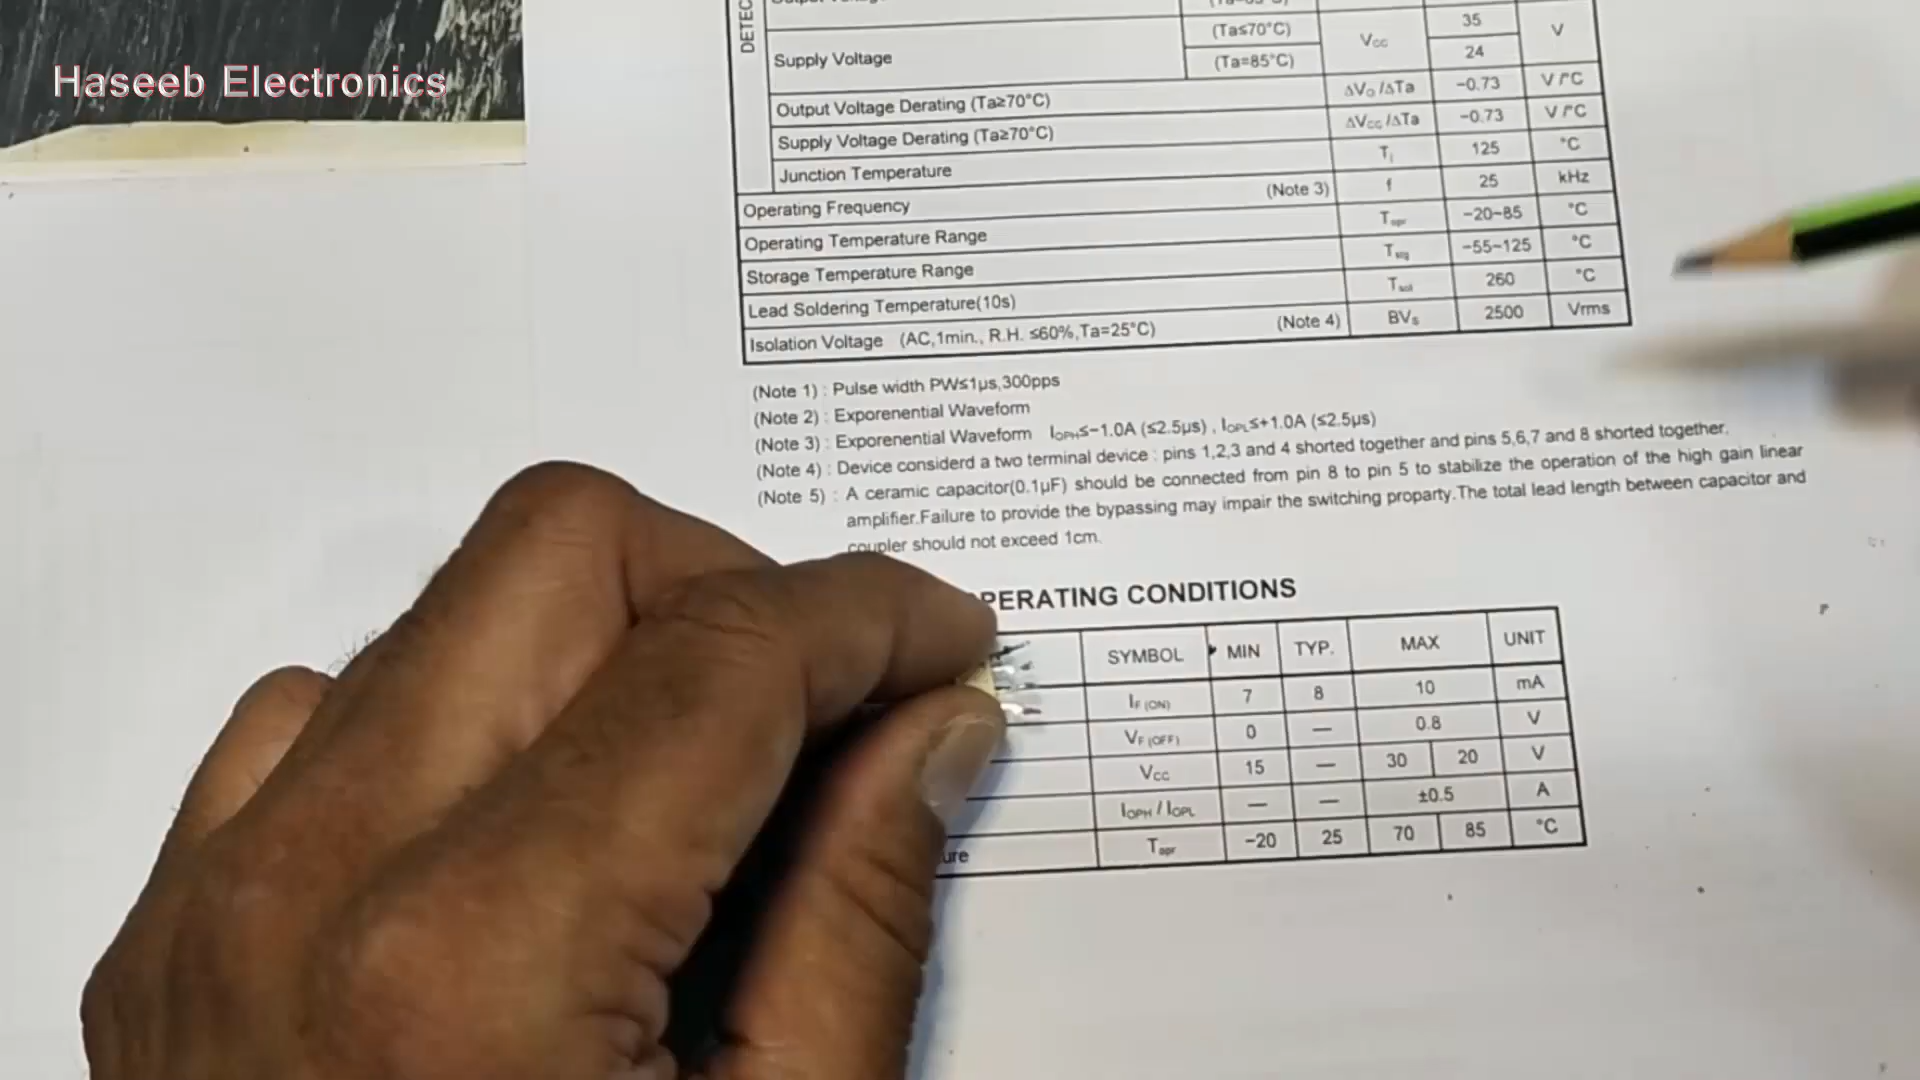 Haseeb Electronics
DETEC
Supply Voltage (Ta≤70°C) VCC 35 V
(Ta=85°C) 24
Output Voltage Derating (Ta≥70°C) ΔVO/ΔTa −0.73 V/°C
Supply Voltage Derating (Ta≥70°C) ΔVCC/ΔTa −0.73 V/°C
Junction Temperature Tj 125 °C
Operating Frequency (Note 3) f 25 kHz
Operating Temperature Range Topr −20~85 °C
Storage Temperature Range Tstg −55~125 °C
Lead Soldering Temperature(10s) Tsol 260 °C
Isolation Voltage (AC,1min., R.H. ≤60%,Ta=25°C) (Note 4) BVS 2500 Vrms
(Note 1) : Pulse width PW≤1μs,300pps
(Note 2) : Exporenential Waveform
(Note 3) : Exporenential Waveform IOPH≤−1.0A (≤2.5μs) , IOPL≤+1.0A (≤2.5μs)
(Note 4) : Device considerd a two terminal device : pins 1,2,3 and 4 shorted together and pins 5,6,7 and 8 shorted together.
(Note 5) : A ceramic capacitor(0.1μF) should be connected from pin 8 to pin 5 to stabilize the operation of the high gain linear
amplifier.Failure to provide the bypassing may impair the switching proparty.The total lead length between capacitor and
coupler should not exceed 1cm.
PERATING CONDITIONS
SYMBOL MIN TYP. MAX UNIT
IF (ON) 7 8 10 mA
VF (OFF) 0 — 0.8 V
VCC 15 — 30 20 V
IOPH / IOPL — — ±0.5 A
ure Topr −20 25 70 85 °C